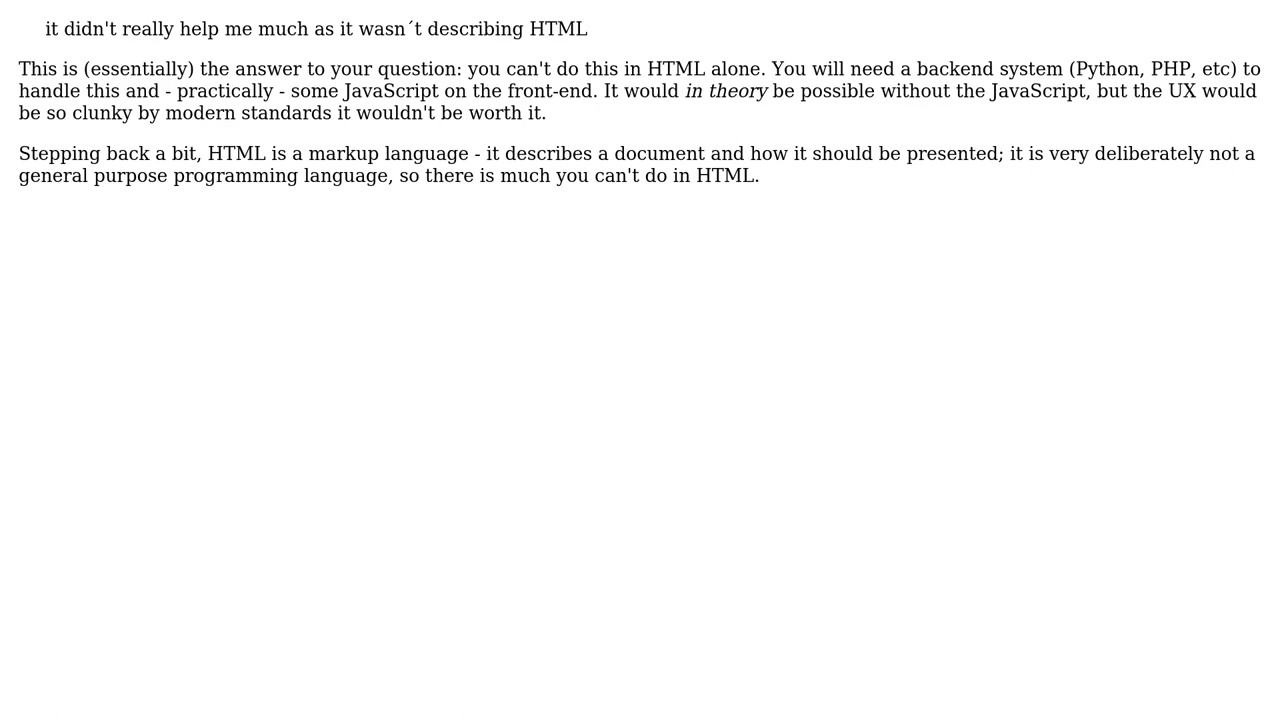 it didn't really help me much as it wasn´t describing HTML
This is (essentially) the answer to your question: you can't do this in HTML alone. You will need a backend system (Python, PHP, etc) to
handle this and - practically - some JavaScript on the front-end. It would in theory be possible without the JavaScript, but the UX would
be so clunky by modern standards it wouldn't be worth it.
Stepping back a bit, HTML is a markup language - it describes a document and how it should be presented; it is very deliberately not a
general purpose programming language, so there is much you can't do in HTML.